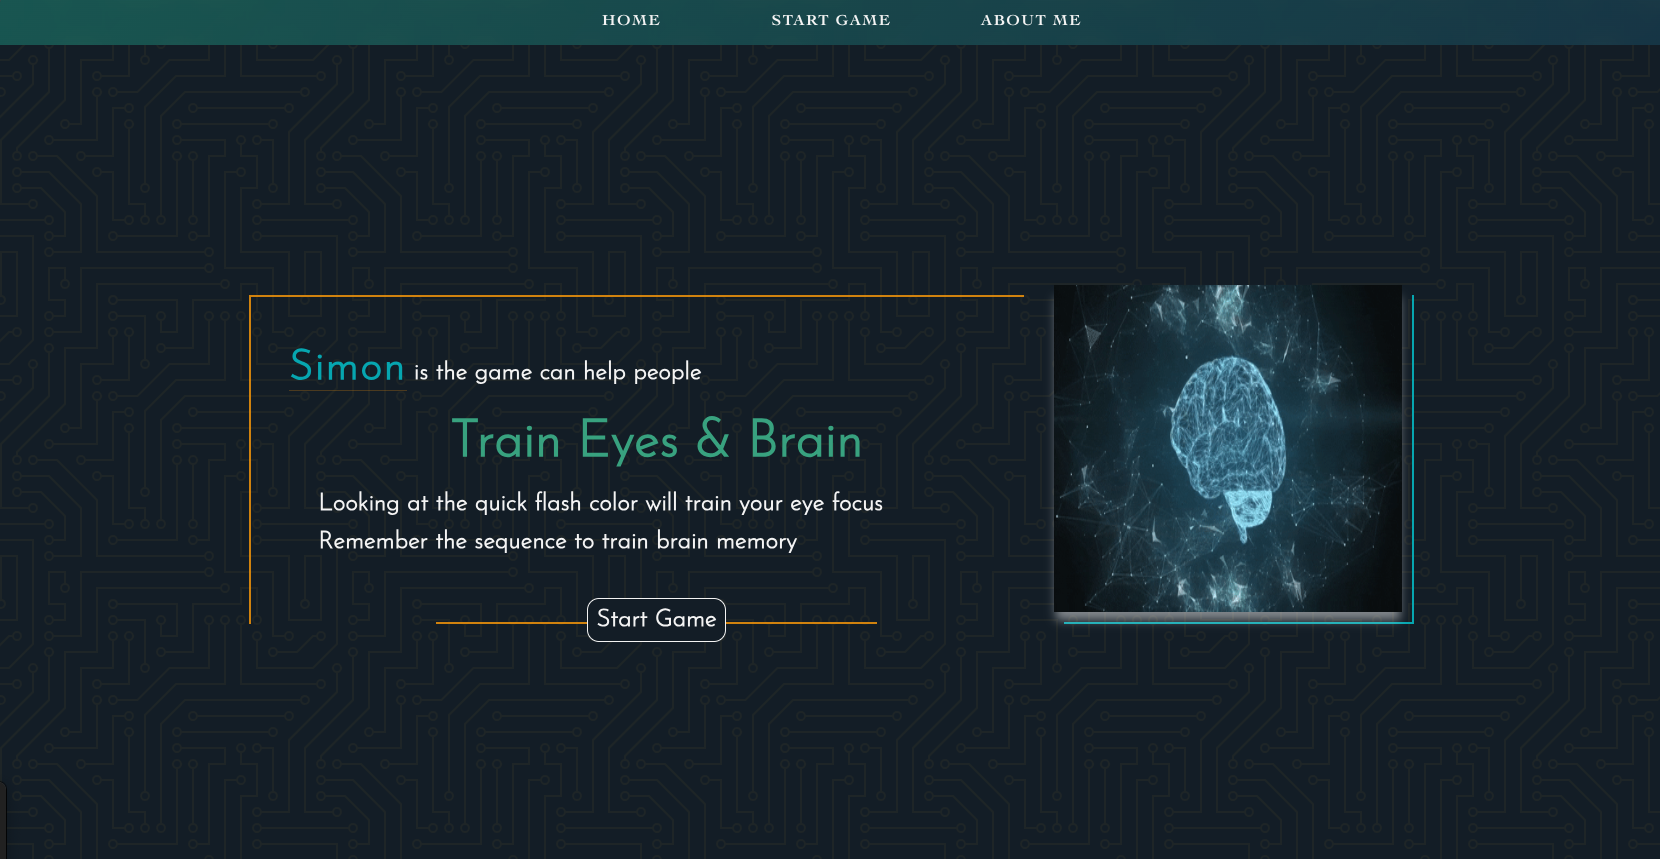 HOME START GAME ABOUT ME
Simon is the game can help people
Train Eyes & Brain
Looking at the quick flash color will train your eye focus
Remember the sequence to train brain memory
Start Game